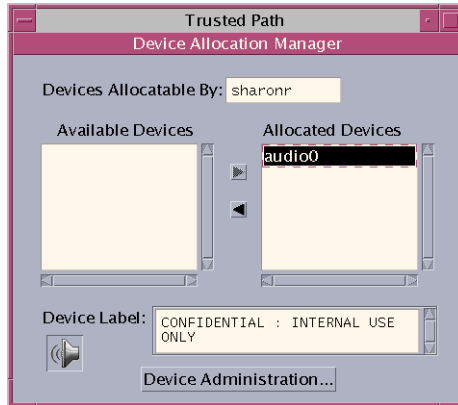 Trusted Path
Device Allocation Manager
Devices Allocatable By: sharonr
Available Devices
Allocated Devices
audio0
Device Label: CONFIDENTIAL : INTERNAL USE
ONLY
Device Administration...